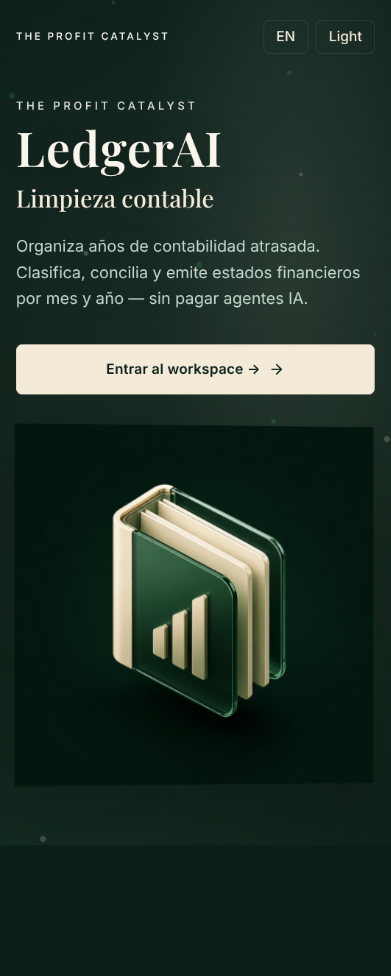 THE PROFIT CATALYST
EN
Light
THE PROFIT CATALYST
LedgerAI
Limpieza contable
Organiza años de contabilidad atrasada.
Clasifica, concilia y emite estados financieros
por mes y año — sin pagar agentes IA.
Entrar al workspace → →